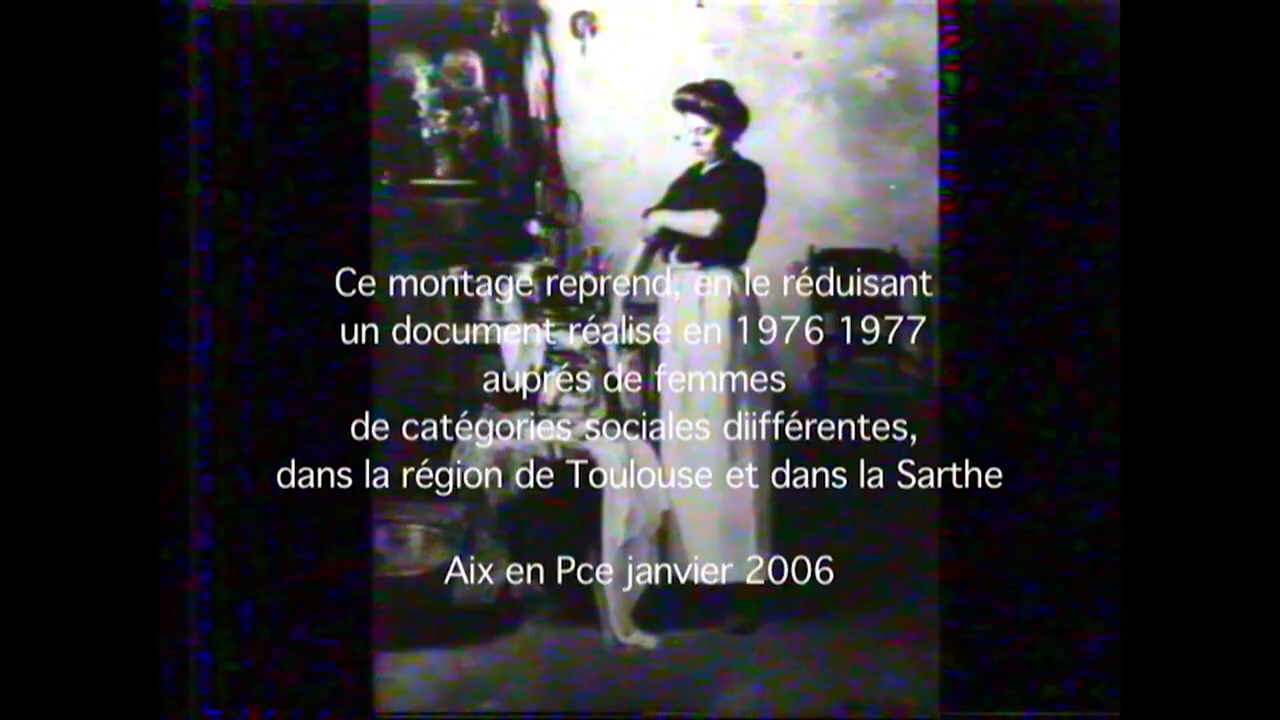 Ce montage reprend, en le réduisant
un document réalisé en 1976 1977
auprés de femmes
de catégories sociales diifférentes,
dans la région de Toulouse et dans la Sarthe
Aix en Pce janvier 2006